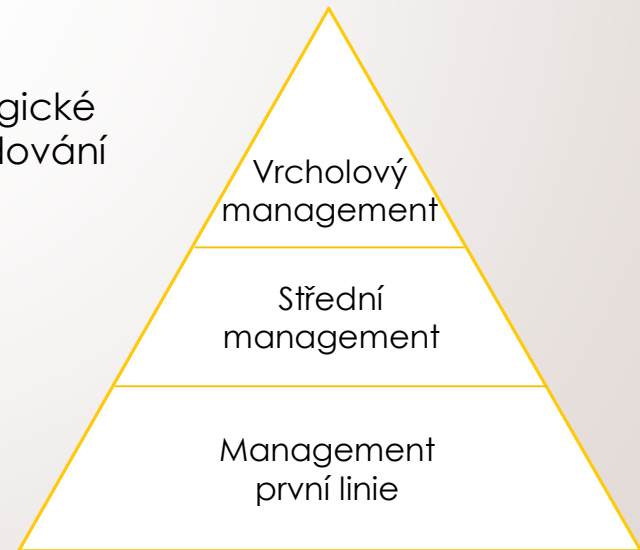 gické
lování
Vrcholový
management
Střední
management
Management
první linie